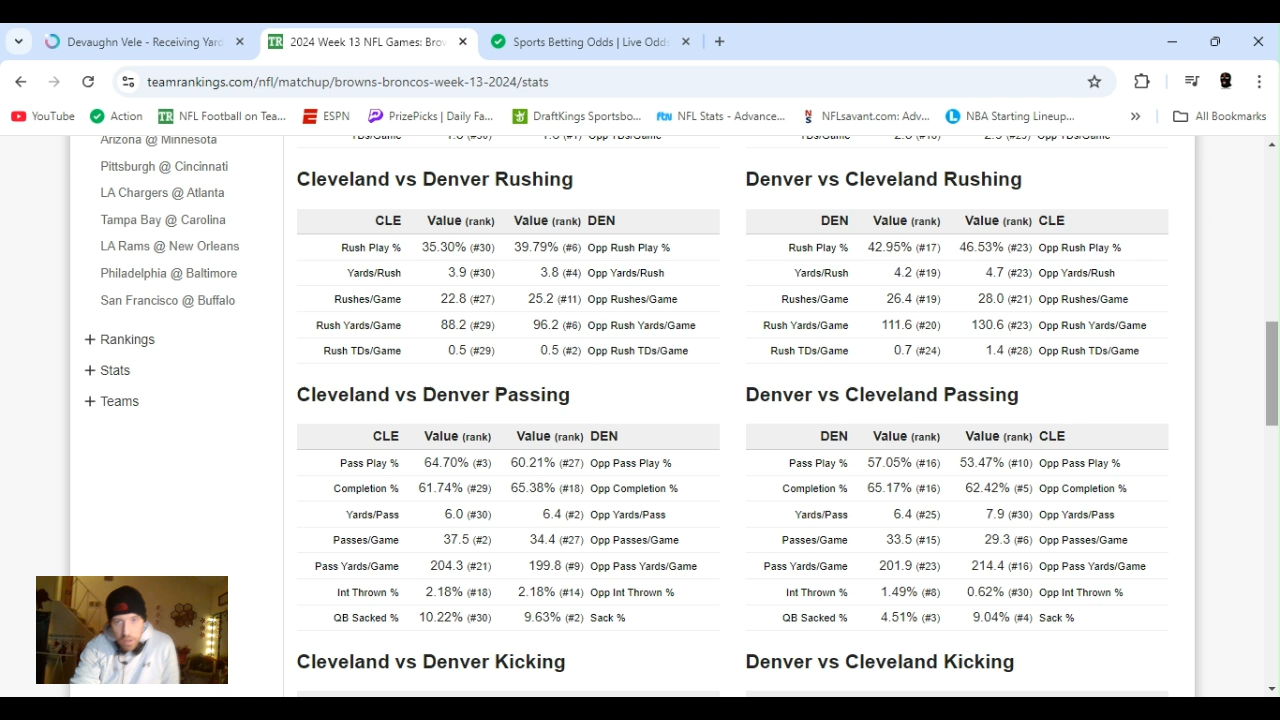 Devaughn Vele - Receiving Yard
2024 Week 13 NFL Games: Brow
Sports Betting Odds | Live Odds
teamrankings.com/nfl/matchup/browns-broncos-week-13-2024/stats
YouTube
Action
NFL Football on Tea...
ESPN
PrizePicks | Daily Fa...
DraftKings Sportsbo...
NFL Stats - Advance...
NFLsavant.com: Adv...
NBA Starting Lineup...
All Bookmarks
Arizona @ Minnesota
Pittsburgh @ Cincinnati
LA Chargers @ Atlanta
Tampa Bay @ Carolina
LA Rams @ New Orleans
Philadelphia @ Baltimore
San Francisco @ Buffalo
+ Rankings
+ Stats
+ Teams
Cleveland vs Denver Rushing
CLE Value (rank) Value (rank) DEN
Rush Play % 35.30% (#30) 39.79% (#6) Opp Rush Play %
Yards/Rush 3.9 (#30) 3.8 (#4) Opp Yards/Rush
Rushes/Game 22.8 (#27) 25.2 (#11) Opp Rushes/Game
Rush Yards/Game 88.2 (#29) 96.2 (#6) Opp Rush Yards/Game
Rush TDs/Game 0.5 (#29) 0.5 (#2) Opp Rush TDs/Game
Denver vs Cleveland Rushing
DEN Value (rank) Value (rank) CLE
Rush Play % 42.95% (#17) 46.53% (#23) Opp Rush Play %
Yards/Rush 4.2 (#19) 4.7 (#23) Opp Yards/Rush
Rushes/Game 26.4 (#19) 28.0 (#21) Opp Rushes/Game
Rush Yards/Game 111.6 (#20) 130.6 (#23) Opp Rush Yards/Game
Rush TDs/Game 0.7 (#24) 1.4 (#28) Opp Rush TDs/Game
Cleveland vs Denver Passing
CLE Value (rank) Value (rank) DEN
Pass Play % 64.70% (#3) 60.21% (#27) Opp Pass Play %
Completion % 61.74% (#29) 65.38% (#18) Opp Completion %
Yards/Pass 6.0 (#30) 6.4 (#2) Opp Yards/Pass
Passes/Game 37.5 (#2) 34.4 (#27) Opp Passes/Game
Pass Yards/Game 204.3 (#21) 199.8 (#9) Opp Pass Yards/Game
Int Thrown % 2.18% (#18) 2.18% (#14) Opp Int Thrown %
QB Sacked % 10.22% (#30) 9.63% (#2) Sack %
Denver vs Cleveland Passing
DEN Value (rank) Value (rank) CLE
Pass Play % 57.05% (#16) 53.47% (#10) Opp Pass Play %
Completion % 65.17% (#16) 62.42% (#5) Opp Completion %
Yards/Pass 6.4 (#25) 7.9 (#30) Opp Yards/Pass
Passes/Game 33.5 (#15) 29.3 (#6) Opp Passes/Game
Pass Yards/Game 201.9 (#23) 214.4 (#16) Opp Pass Yards/Game
Int Thrown % 1.49% (#8) 0.62% (#30) Opp Int Thrown %
QB Sacked % 4.51% (#3) 9.04% (#4) Sack %
Cleveland vs Denver Kicking
Denver vs Cleveland Kicking